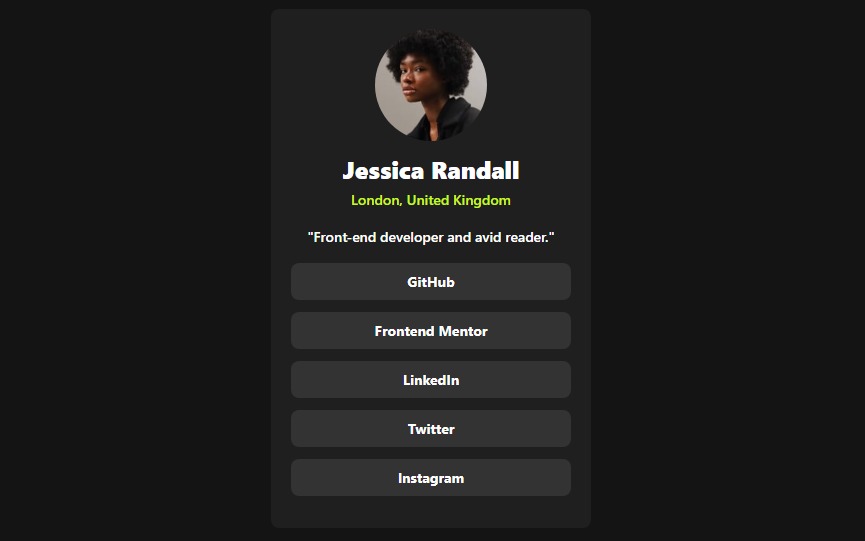 Jessica Randall
London, United Kingdom
"Front-end developer and avid reader."
GitHub
Frontend Mentor
LinkedIn
Twitter
Instagram